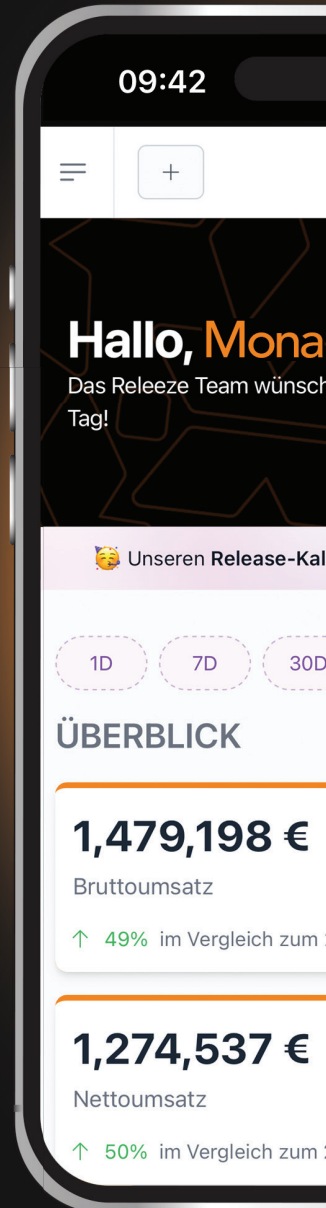 09:42
+
Hallo, Mona
Das Releeze Team wünsch
Tag!
🥳 Unseren Release-Kal
1D 7D 30D
ÜBERBLICK
1,479,198 €
Bruttoumsatz
↑ 49% im Vergleich zum
1,274,537 €
Nettoumsatz
↑ 50% im Vergleich zum